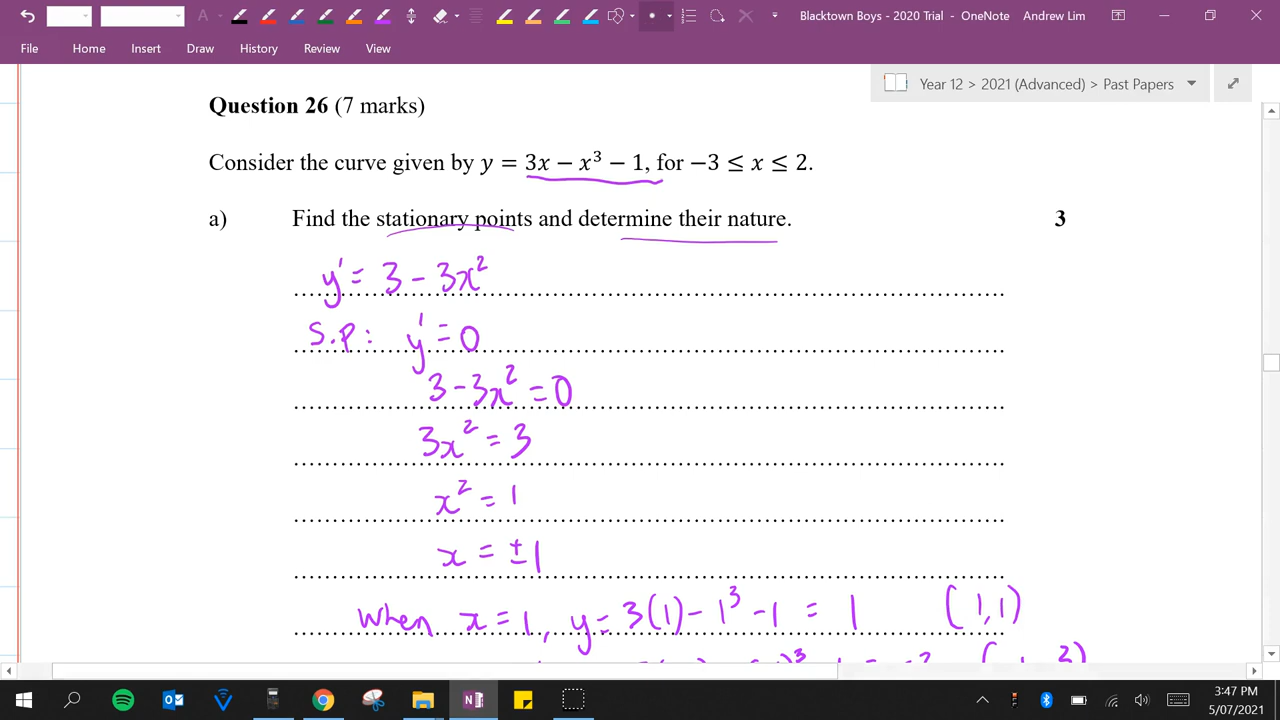 Blacktown Boys - 2020 Trial - OneNote
Andrew Lim
File Home Insert Draw History Review View
Year 12 > 2021 (Advanced) > Past Papers
Question 26 (7 marks)
Consider the curve given by y = 3x − x³ − 1, for −3 ≤ x ≤ 2.
a) Find the stationary points and determine their nature. 3
y' = 3 - 3x²
S.P: y' = 0
3 - 3x² = 0
3x² = 3
x² = 1
x = ±1
when x = 1, y = 3(1) - 1³ - 1 = 1 (1,1)
3:47 PM
5/07/2021